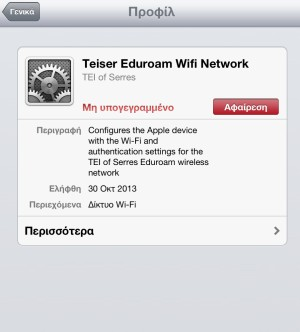 Γενικά
Προφίλ
Teiser Eduroam Wifi Network
TEI of Serres
Μη υπογεγραμμένο
Αφαίρεση
Περιγραφή Configures the Apple device
with the Wi-Fi and
authentication settings for the
TEI of Serres Eduroam wireless
network
Ελήφθη 30 Οκτ 2013
Περιεχόμενα Δίκτυο Wi-Fi
Περισσότερα